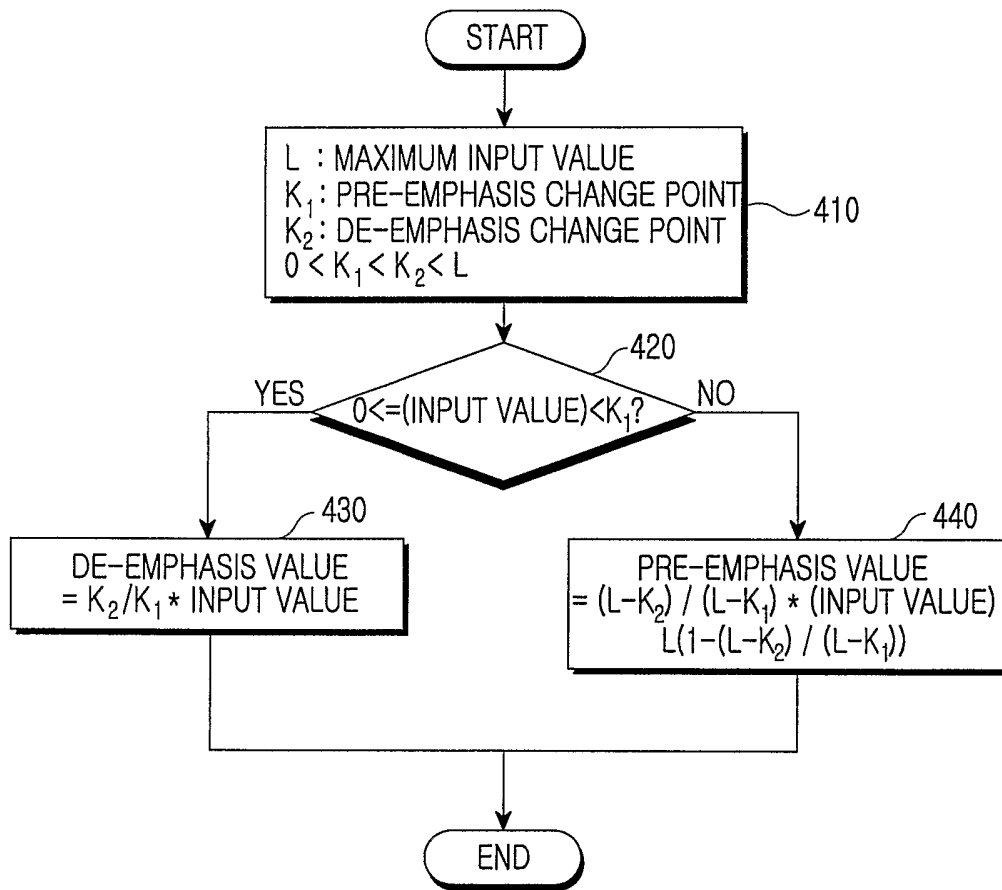 START
L : MAXIMUM INPUT VALUE
K₁ : PRE-EMPHASIS CHANGE POINT
K₂ : DE-EMPHASIS CHANGE POINT
0 < K₁ < K₂ < L
410
420
YES
0<=(INPUT VALUE)<K₁?
NO
430
DE-EMPHASIS VALUE
= K₂/K₁ * INPUT VALUE
440
PRE-EMPHASIS VALUE
= (L-K₂) / (L-K₁) * (INPUT VALUE)
L(1-(L-K₂) / (L-K₁))
END